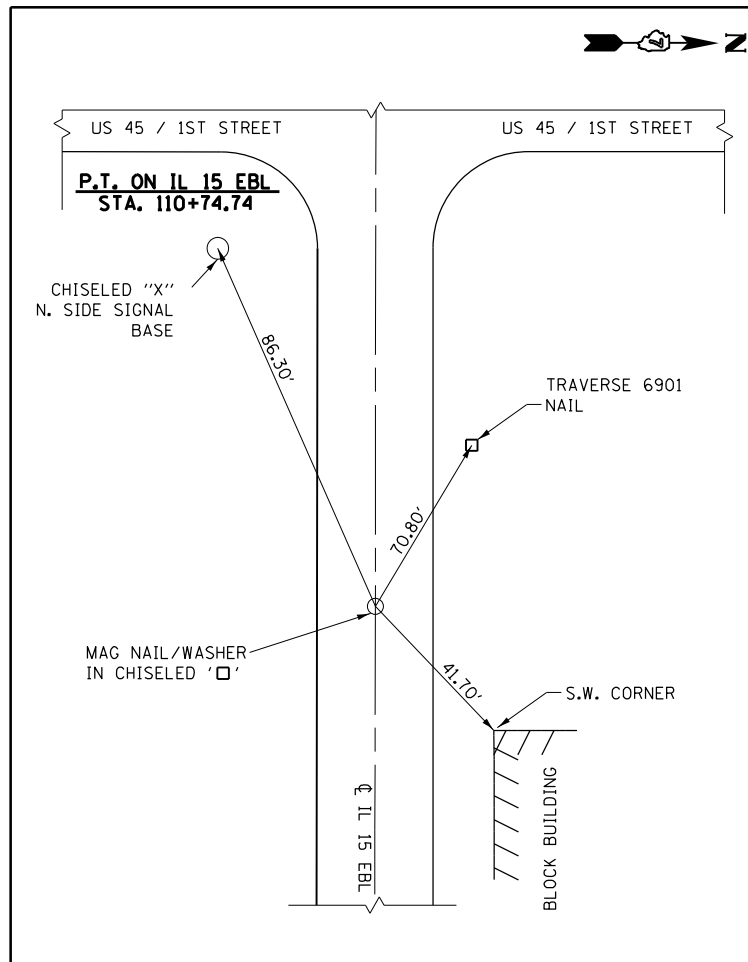 N
US 45 / 1ST STREET
US 45 / 1ST STREET
P.T. ON IL 15 EBL
STA. 110+74.74
CHISELED "X"
N. SIDE SIGNAL
BASE
86.30'
TRAVERSE 6901
NAIL
70.80'
MAG NAIL/WASHER
IN CHISELED '□'
41.70'
S.W. CORNER
℄ IL 15 EBL
BLOCK BUILDING